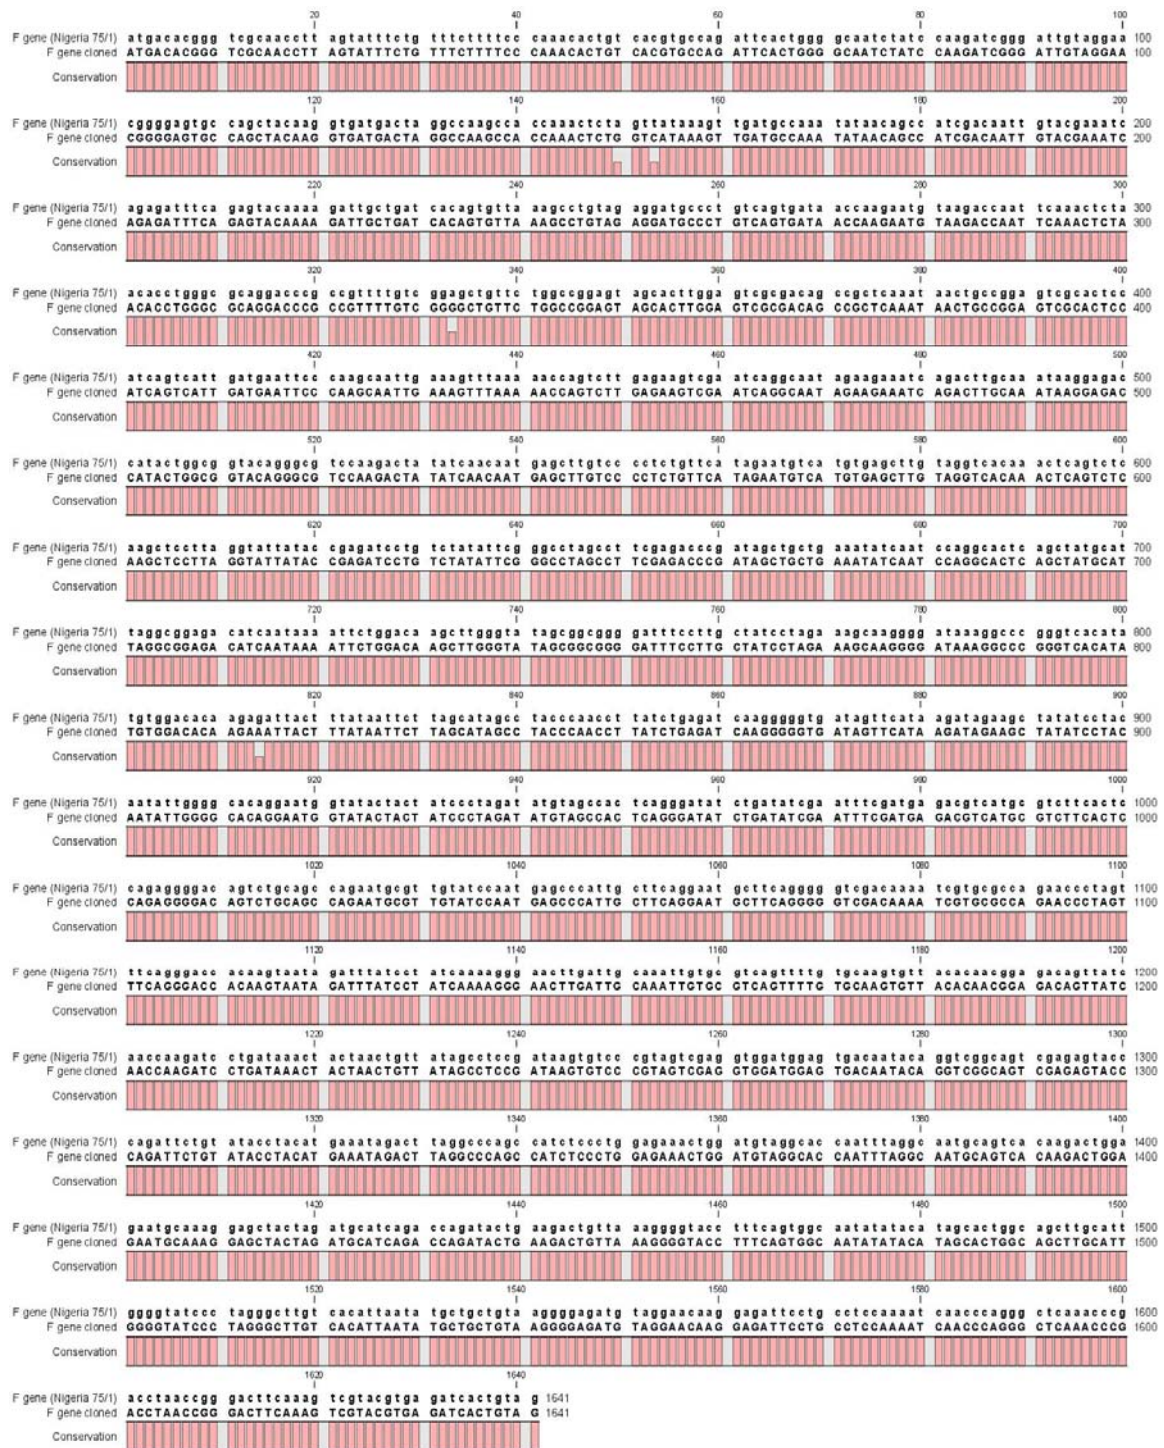 20 40 60 80 100
F gene (Nigeria 75/1) atgacacggg tcgcaacctt agtatttctg tttcttttcc caaacactgt cacgtgccag attcactggg gcaatctatc caagatcggg attgtaggaa 100
F gene cloned ATGACACGGG TCGCAACCTT AGTATTTCTG TTTCTTTTCC CAAACACTGT CACGTGCCAG ATTCACTGGG GCAATCTATC CAAGATCGGG ATTGTAGGAA 100
Conservation
120 140 160 180 200
F gene (Nigeria 75/1) cggggagtgc cagctacaag gtgatgacta ggccaagcca ccaaactcta gttataaagt tgatgccaaa tataacagcc atcgacaatt gtacgaaatc 200
F gene cloned CGGGGAGTGC CAGCTACAAG GTGATGACTA GGCCAAGCCA CCAAACTCTG GTCATAAAGT TGATGCCAAA TATAACAGCC ATCGACAATT GTACGAAATC 200
Conservation
220 240 260 280 300
F gene (Nigeria 75/1) agagatttca gagtacaaaa gattgctgat cacagtgtta aagcctgtag aggatgccct gtcagtgata accaagaatg taagaccaat tcaaactcta 300
F gene cloned AGAGATTTCA GAGTACAAAA GATTGCTGAT CACAGTGTTA AAGCCTGTAG AGGATGCCCT GTCAGTGATA ACCAAGAATG TAAGACCAAT TCAAACTCTA 300
Conservation
320 340 360 380 400
F gene (Nigeria 75/1) acacctgggc gcaggacccg ccgttttgtc ggagctgttc tggccggagt agcacttgga gtcgcgacag ccgctcaaat aactgccgga gtcgcactcc 400
F gene cloned ACACCTGGGC GCAGGACCCG CCGTTTTGTC GGGGCTGTTC TGGCCGGAGT AGCACTTGGA GTCGCGACAG CCGCTCAAAT AACTGCCGGA GTCGCACTCC 400
Conservation
420 440 460 480 500
F gene (Nigeria 75/1) atcagtcatt gatgaattcc caagcaattg aaagtttaaa aaccagtctt gagaagtcga atcaggcaat agaagaaatc agacttgcaa ataaggagac 500
F gene cloned ATCAGTCATT GATGAATTCC CAAGCAATTG AAAGTTTAAA AACCAGTCTT GAGAAGTCGA ATCAGGCAAT AGAAGAAATC AGACTTGCAA ATAAGGAGAC 500
Conservation
520 540 560 580 600
F gene (Nigeria 75/1) catactggcg gtacagggcg tccaagacta tatcaacaat gagcttgtcc cctctgttca tagaatgtca tgtgagcttg taggtcacaa actcagtctc 600
F gene cloned CATACTGGCG GTACAGGGCG TCCAAGACTA TATCAACAAT GAGCTTGTCC CCTCTGTTCA TAGAATGTCA TGTGAGCTTG TAGGTCACAA ACTCAGTCTC 600
Conservation
620 640 660 680 700
F gene (Nigeria 75/1) aagctcctta ggtattatac cgagatcctg tctatattcg ggcctagcct tcgagacccg atagctgctg aaatatcaat ccaggcactc agctatgcat 700
F gene cloned AAGCTCCTTA GGTATTATAC CGAGATCCTG TCTATATTCG GGCCTAGCCT TCGAGACCCG ATAGCTGCTG AAATATCAAT CCAGGCACTC AGCTATGCAT 700
Conservation
720 740 760 780 800
F gene (Nigeria 75/1) taggcggaga catcaataaa attctggaca agcttgggta tagcggcggg gatttccttg ctatcctaga aagcaagggg ataaaggccc gggtcacata 800
F gene cloned TAGGCGGAGA CATCAATAAA ATTCTGGACA AGCTTGGGTA TAGCGGCGGG GATTTCCTTG CTATCCTAGA AAGCAAGGGG ATAAAGGCCC GGGTCACATA 800
Conservation
820 840 860 880 900
F gene (Nigeria 75/1) tgtggacaca agagattact ttataattct tagcatagcc tacccaacct tatctgagat caagggggtg atagttcata agatagaagc tatatcctac 900
F gene cloned TGTGGACACA AGAAATTACT TTATAATTCT TAGCATAGCC TACCCAACCT TATCTGAGAT CAAGGGGGTG ATAGTTCATA AGATAGAAGC TATATCCTAC 900
Conservation
920 940 960 980 1000
F gene (Nigeria 75/1) aatattgggg cacaggaatg gtatactact atccctagat atgtagccac tcagggatat ctgatatcga atttcgatga gacgtcatgc gtcttcactc 1000
F gene cloned AATATTGGGG CACAGGAATG GTATACTACT ATCCCTAGAT ATGTAGCCAC TCAGGGATAT CTGATATCGA ATTTCGATGA GACGTCATGC GTCTTCACTC 1000
Conservation
1020 1040 1060 1080 1100
F gene (Nigeria 75/1) cagaggggac agtctgcagc cagaatgcgt tgtatccaat gagcccattg cttcaggaat gcttcagggg gtcgacaaaa tcgtgcgcca gaaccctagt 1100
F gene cloned CAGAGGGGAC AGTCTGCAGC CAGAATGCGT TGTATCCAAT GAGCCCATTG CTTCAGGAAT GCTTCAGGGG GTCGACAAAA TCGTGCGCCA GAACCCTAGT 1100
Conservation
1120 1140 1160 1180 1200
F gene (Nigeria 75/1) ttcagggacc acaagtaata gatttatcct atcaaaaggg aacttgattg caaattgtgc gtcagttttg tgcaagtgtt acacaacgga gacagttatc 1200
F gene cloned TTCAGGGACC ACAAGTAATA GATTTATCCT ATCAAAAGGG AACTTGATTG CAAATTGTGC GTCAGTTTTG TGCAAGTGTT ACACAACGGA GACAGTTATC 1200
Conservation
1220 1240 1260 1280 1300
F gene (Nigeria 75/1) aaccaagatc ctgataaact actaactgtt atagcctccg ataagtgtcc cgtagtcgag gtggatggag tgacaataca ggtcggcagt cgagagtacc 1300
F gene cloned AACCAAGATC CTGATAAACT ACTAACTGTT ATAGCCTCCG ATAAGTGTCC CGTAGTCGAG GTGGATGGAG TGACAATACA GGTCGGCAGT CGAGAGTACC 1300
Conservation
1320 1340 1360 1380 1400
F gene (Nigeria 75/1) cagattctgt atacctacat gaaatagact taggcccagc catctccctg gagaaactgg atgtaggcac caatttaggc aatgcagtca caagactgga 1400
F gene cloned CAGATTCTGT ATACCTACAT GAAATAGACT TAGGCCCAGC CATCTCCCTG GAGAAACTGG ATGTAGGCAC CAATTTAGGC AATGCAGTCA CAAGACTGGA 1400
Conservation
1420 1440 1460 1480 1500
F gene (Nigeria 75/1) gaatgcaaag gagctactag atgcatcaga ccagatactg aagactgtta aaggggtacc tttcagtggc aatatataca tagcactggc agcttgcatt 1500
F gene cloned GAATGCAAAG GAGCTACTAG ATGCATCAGA CCAGATACTG AAGACTGTTA AAGGGGTACC TTTCAGTGGC AATATATACA TAGCACTGGC AGCTTGCATT 1500
Conservation
1520 1540 1560 1580 1600
F gene (Nigeria 75/1) ggggtatccc tagggcttgt cacattaata tgctgctgta aggggagatg taggaacaag gagattcctg cctccaaaat caacccaggg ctcaaacccg 1600
F gene cloned GGGGTATCCC TAGGGCTTGT CACATTAATA TGCTGCTGTA AGGGGAGATG TAGGAACAAG GAGATTCCTG CCTCCAAAAT CAACCCAGGG CTCAAACCCG 1600
Conservation
1620 1640
F gene (Nigeria 75/1) acctaaccgg gacttcaaag tcgtacgtga gatcactgta g 1641
F gene cloned ACCTAACCGG GACTTCAAAG TCGTACGTGA GATCACTGTA G 1641
Conservation